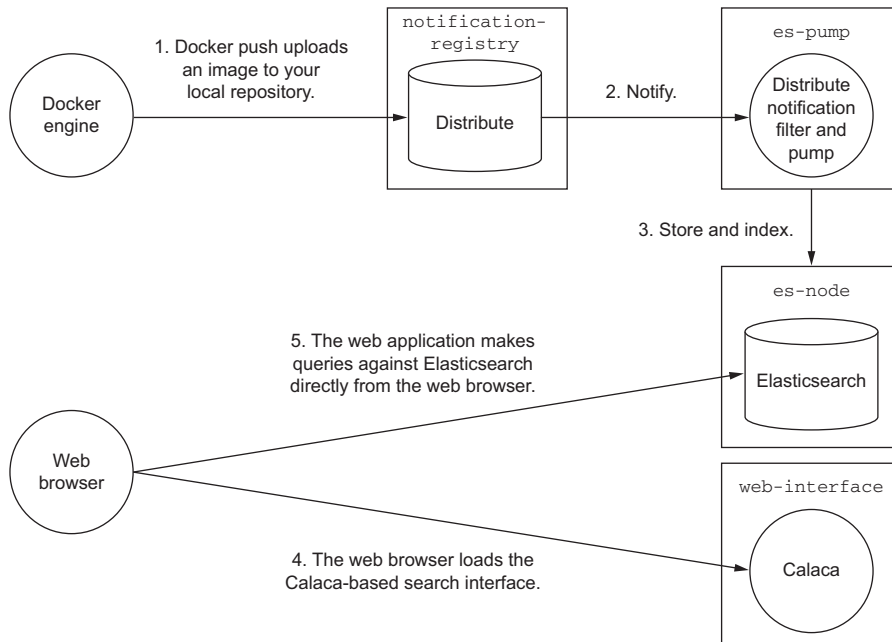 notification-
registry
es-pump
1. Docker push uploads
an image to your
local repository.
Docker
engine
Distribute
2. Notify.
Distribute
notification
filter and
pump
3. Store and index.
es-node
5. The web application makes
queries against Elasticsearch
directly from the web browser.
Elasticsearch
Web
browser
web-interface
4. The web browser loads the
Calaca-based search interface.
Calaca